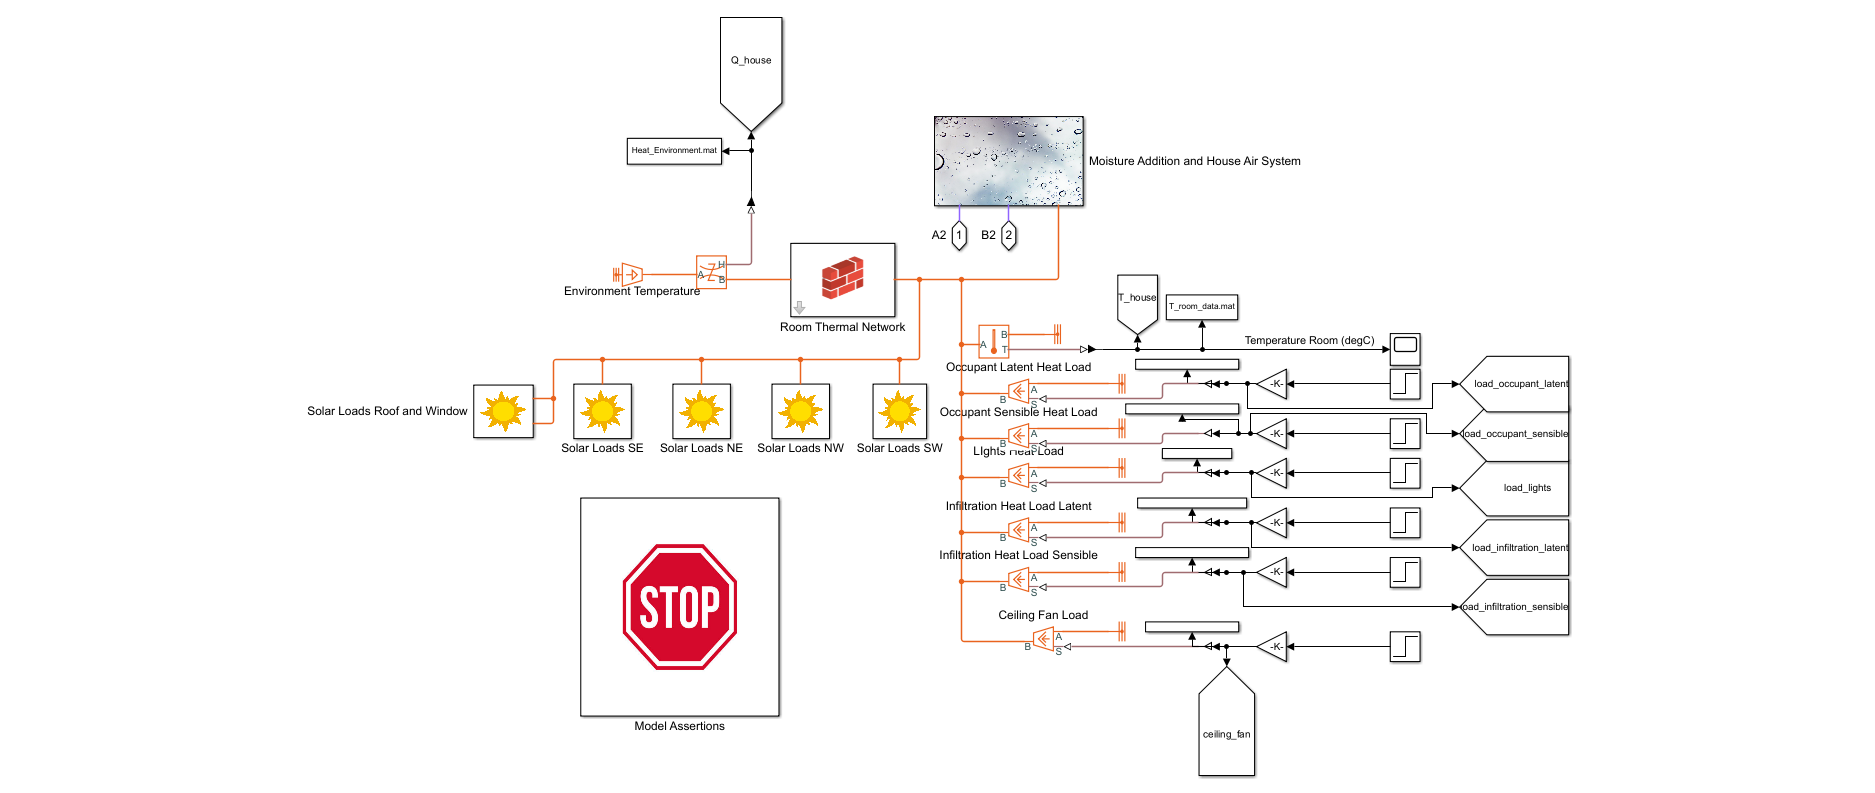 Q_house
Heat_Environment.mat
Moisture Addition and House Air System
A2
1
B2
2
H
A
B
Environment Temperature
Room Thermal Network
T_house
T_room_data.mat
B
A
T
Temperature Room (degC)
Occupant Latent Heat Load
A
B
S
-K-
load_occupant_latent
Solar Loads Roof and Window
Solar Loads SE
Solar Loads NE
Solar Loads NW
Solar Loads SW
Occupant Sensible Heat Load
A
B
S
-K-
load_occupant_sensible
LIghts Heat Load
A
B
S
-K-
load_lights
Infiltration Heat Load Latent
A
B
S
-K-
load_infiltration_latent
Infiltration Heat Load Sensible
A
B
S
-K-
load_infiltration_sensible
Ceiling Fan Load
A
B
S
-K-
ceiling_fan
STOP
Model Assertions